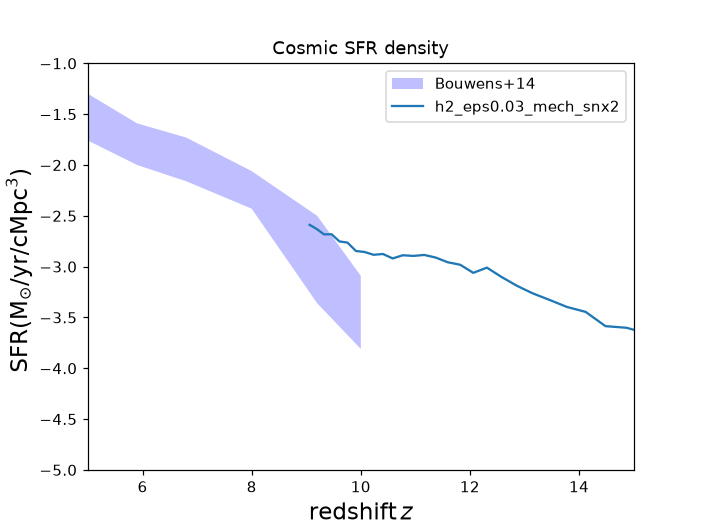 Cosmic SFR density
SFR(M⊙/yr/cMpc³)
−1.0
−1.5
−2.0
−2.5
−3.0
−3.5
−4.0
−4.5
−5.0
Bouwens+14
h2_eps0.03_mech_snx2
6 8 10 12 14
redshift z